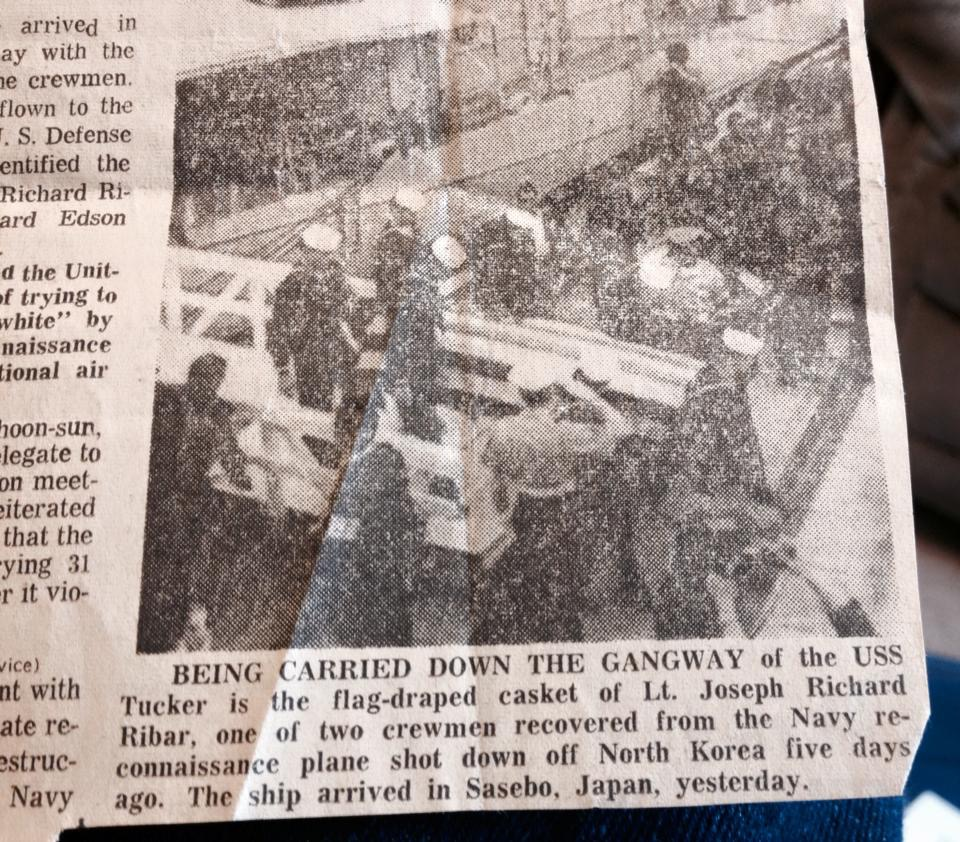 arrived in
ay with the
e crewmen.
flown to the
. S. Defense
entified the
Richard Ri-
ard Edson
d the Unit-
of trying to
white" by
naissance
tional air
hoon-sun,
legate to
on meet-
eiterated
that the
ying 31
r it vio-
vice)
nt with
ate re-
estruc-
Navy
BEING CARRIED DOWN THE GANGWAY of the USS
Tucker is the flag-draped casket of Lt. Joseph Richard
Ribar, one of two crewmen recovered from the Navy re-
connaissance plane shot down off North Korea five days
ago. The ship arrived in Sasebo, Japan, yesterday.